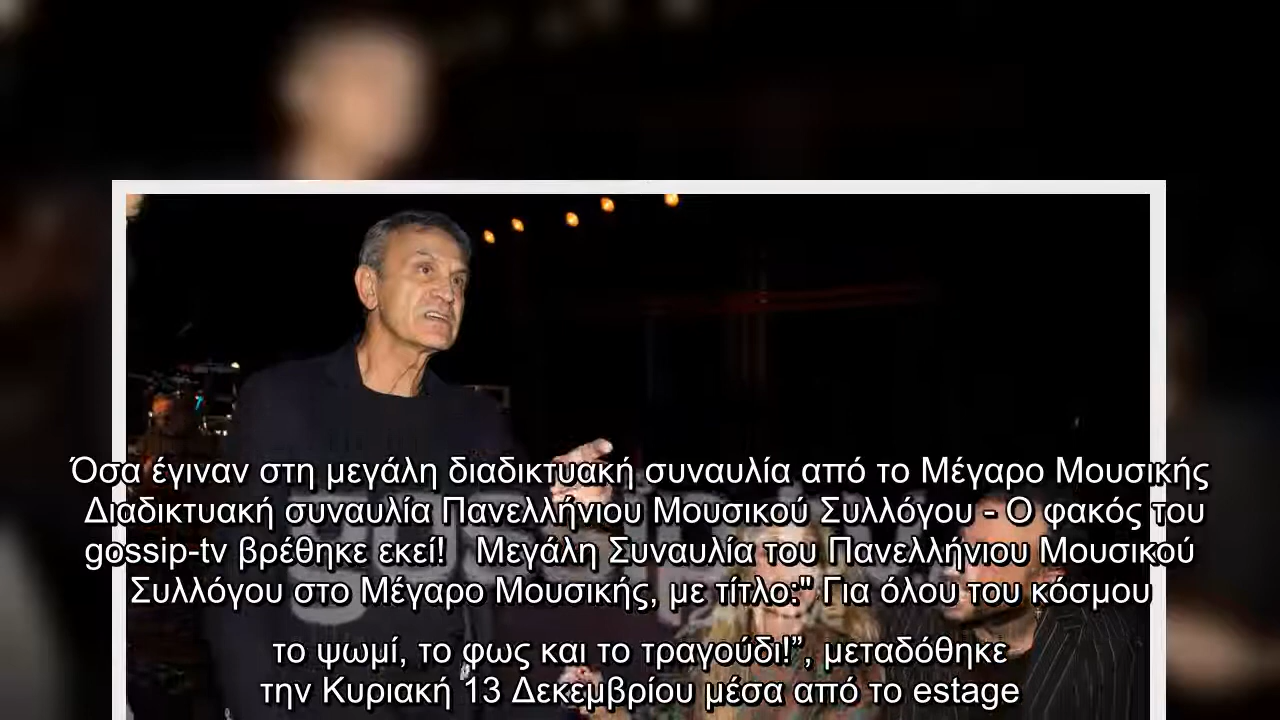 Όσα έγιναν στη μεγάλη διαδικτυακή συναυλία από το Μέγαρο Μουσικής
Διαδικτυακή συναυλία Πανελλήνιου Μουσικού Συλλόγου - Ο φακός του
gossip-tv βρέθηκε εκεί! Μεγάλη Συναυλία του Πανελλήνιου Μουσικού
Συλλόγου στο Μέγαρο Μουσικής, με τίτλο:" Για όλου του κόσμου
το ψωμί, το φως και το τραγούδι!”, μεταδόθηκε
την Κυριακή 13 Δεκεμβρίου μέσα από το estage